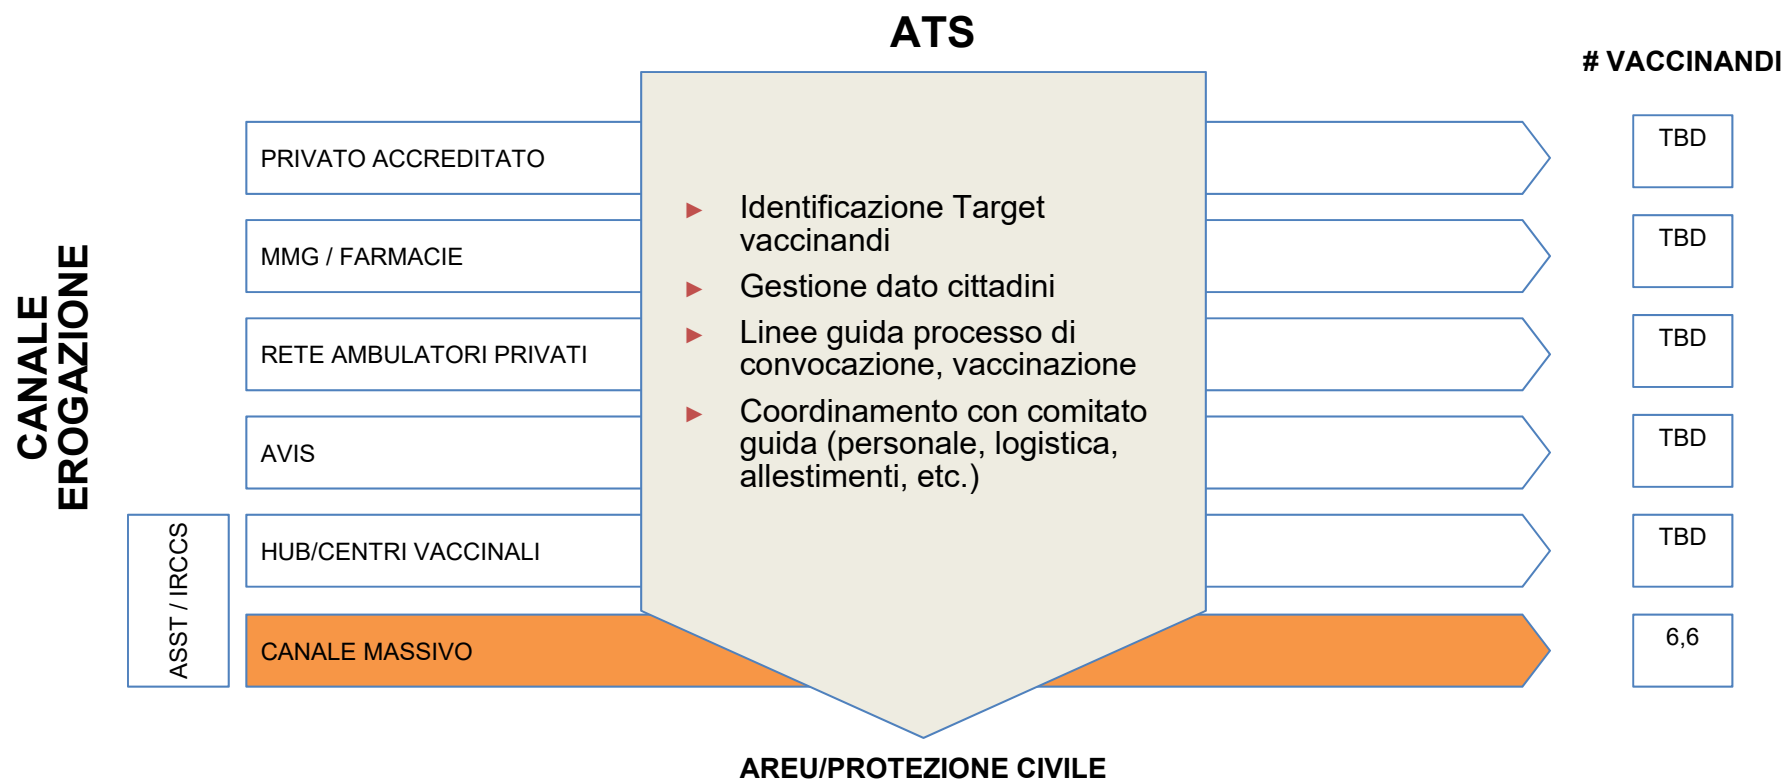 ATS
# VACCINANDI
CANALE
EROGAZIONE
PRIVATO ACCREDITATO
TBD
MMG / FARMACIE
TBD
RETE AMBULATORI PRIVATI
TBD
AVIS
TBD
ASST / IRCCS
HUB/CENTRI VACCINALI
TBD
CANALE MASSIVO
6,6
► Identificazione Target
vaccinandi
► Gestione dato cittadini
► Linee guida processo di
convocazione, vaccinazione
► Coordinamento con comitato
guida (personale, logistica,
allestimenti, etc.)
AREU/PROTEZIONE CIVILE